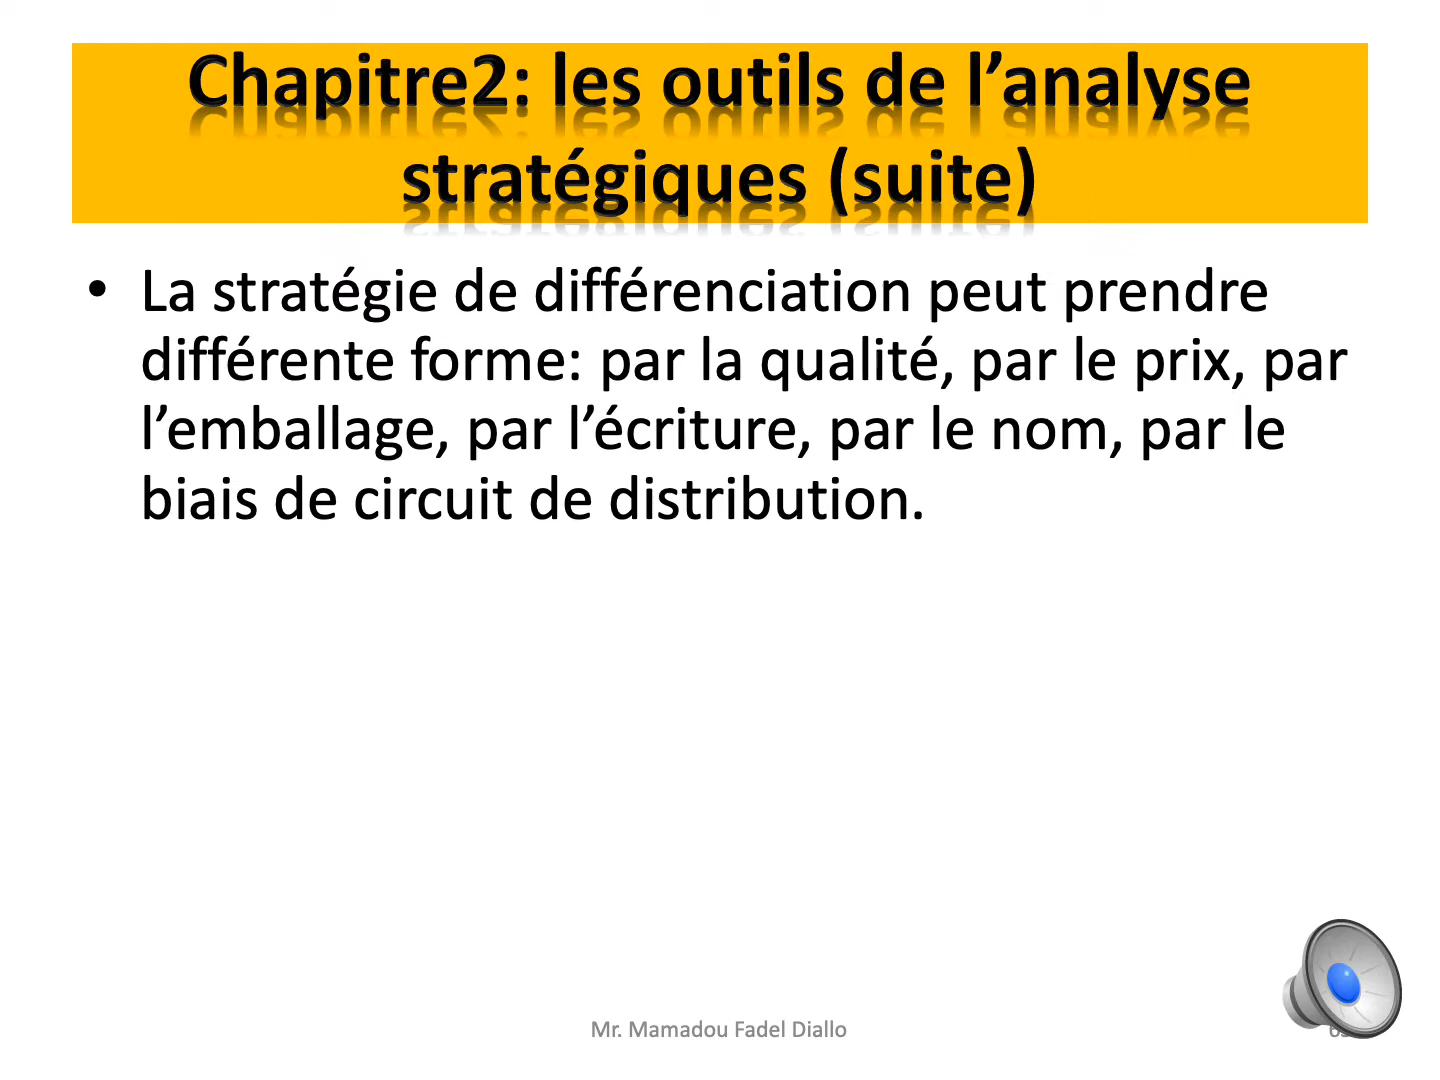 Chapitre2: les outils de l’analyse
stratégiques (suite)
• La stratégie de différenciation peut prendre
différente forme: par la qualité, par le prix, par
l’emballage, par l’écriture, par le nom, par le
biais de circuit de distribution.
Mr. Mamadou Fadel Diallo